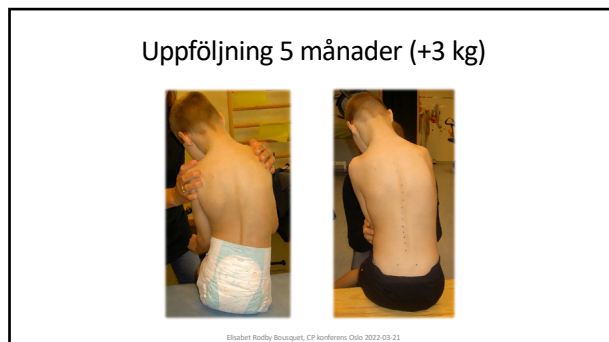 Uppföljning 5 månader (+3 kg)
Elisabet Rodby Bousquet, CP konferens Oslo 2022-03-21